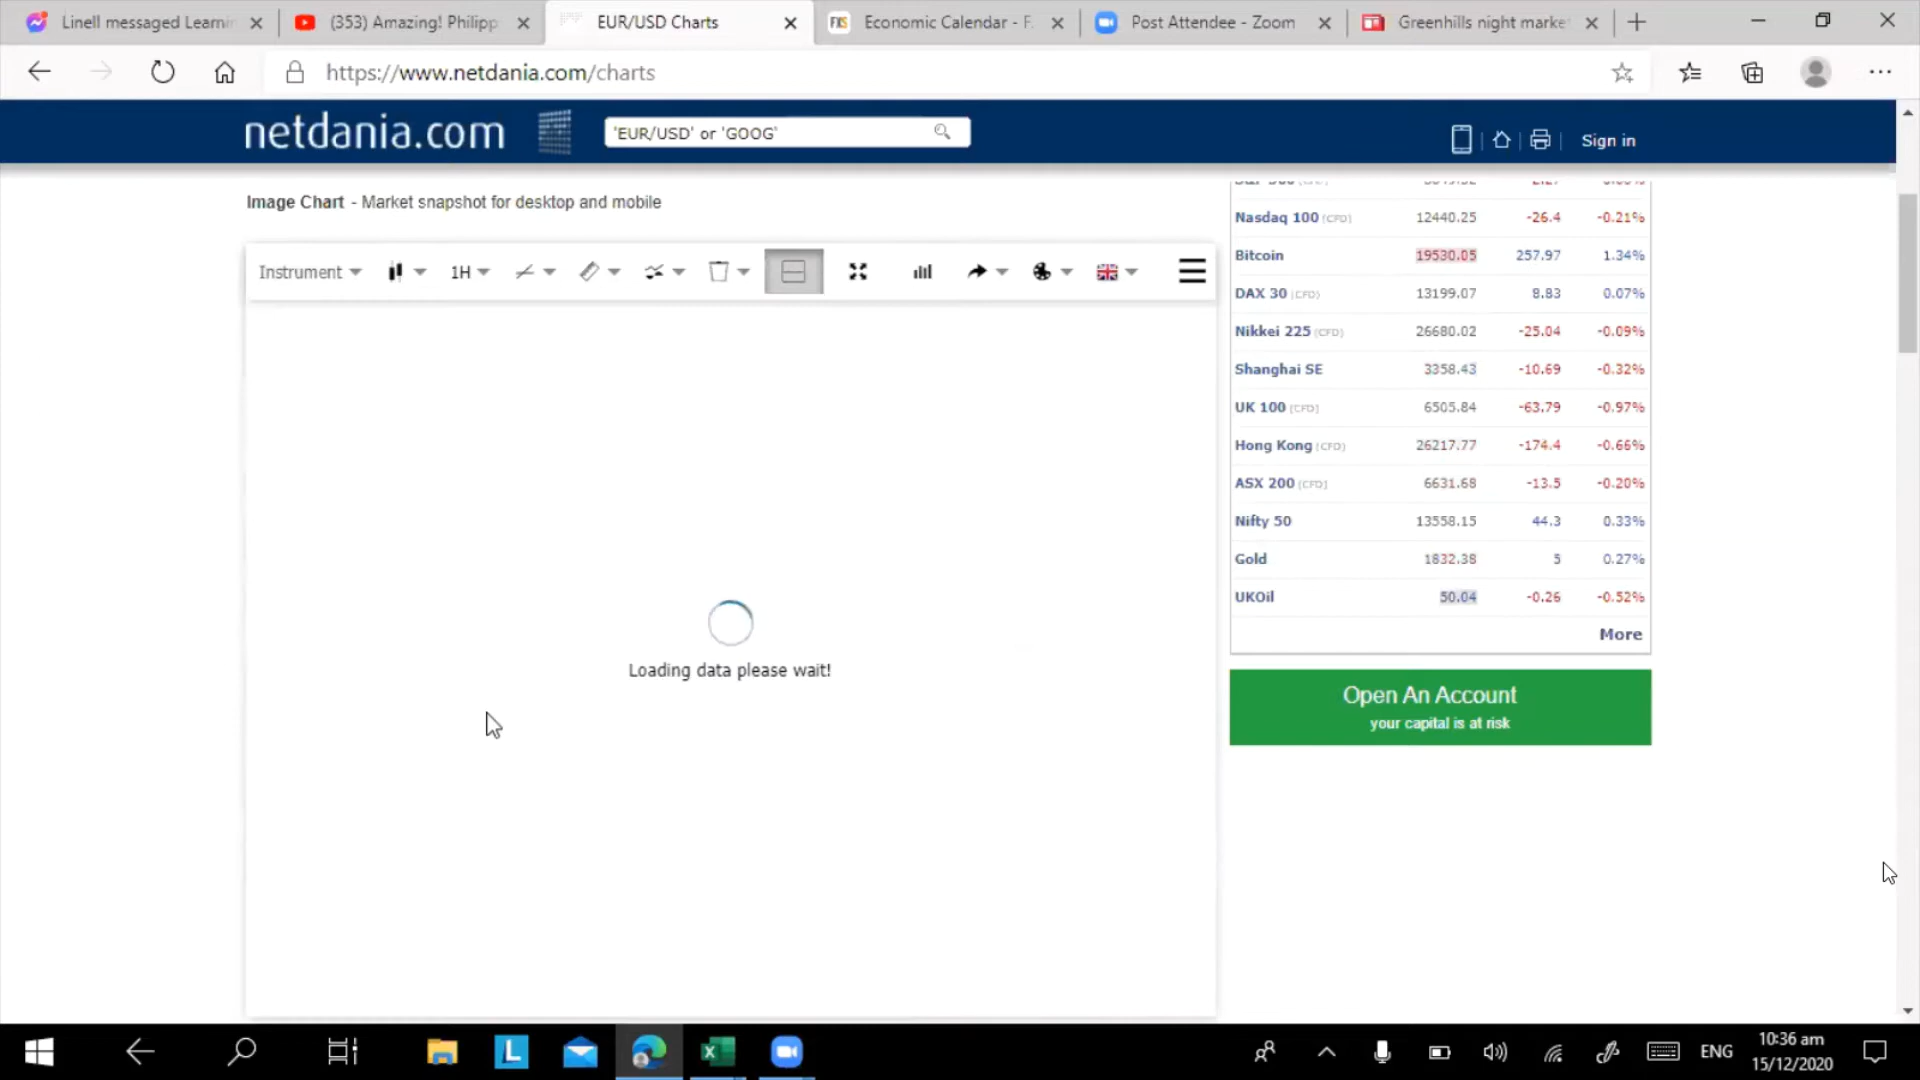 Linell messaged Learnin
(353) Amazing! Philipp
EUR/USD Charts
FXS Economic Calendar - F
Post Attendee - Zoom
Greenhills night marke
https://www.netdania.com/charts
netdania.com
'EUR/USD' or 'GOOG'
Sign in
Image Chart - Market snapshot for desktop and mobile
Instrument
1H
Loading data please wait!
Nasdaq 100 (CFD) 12440.25 -26.4 -0.21%
Bitcoin 19530.05 257.97 1.34%
DAX 30 (CFD) 13199.07 8.83 0.07%
Nikkei 225 (CFD) 26680.02 -25.04 -0.09%
Shanghai SE 3358.43 -10.69 -0.32%
UK 100 (CFD) 6505.84 -63.79 -0.97%
Hong Kong (CFD) 26217.77 -174.4 -0.66%
ASX 200 (CFD) 6631.68 -13.5 -0.20%
Nifty 50 13558.15 44.3 0.33%
Gold 1832.38 5 0.27%
UKOil 50.04 -0.26 -0.52%
More
Open An Account
your capital is at risk
L
ENG
10:36 am
15/12/2020